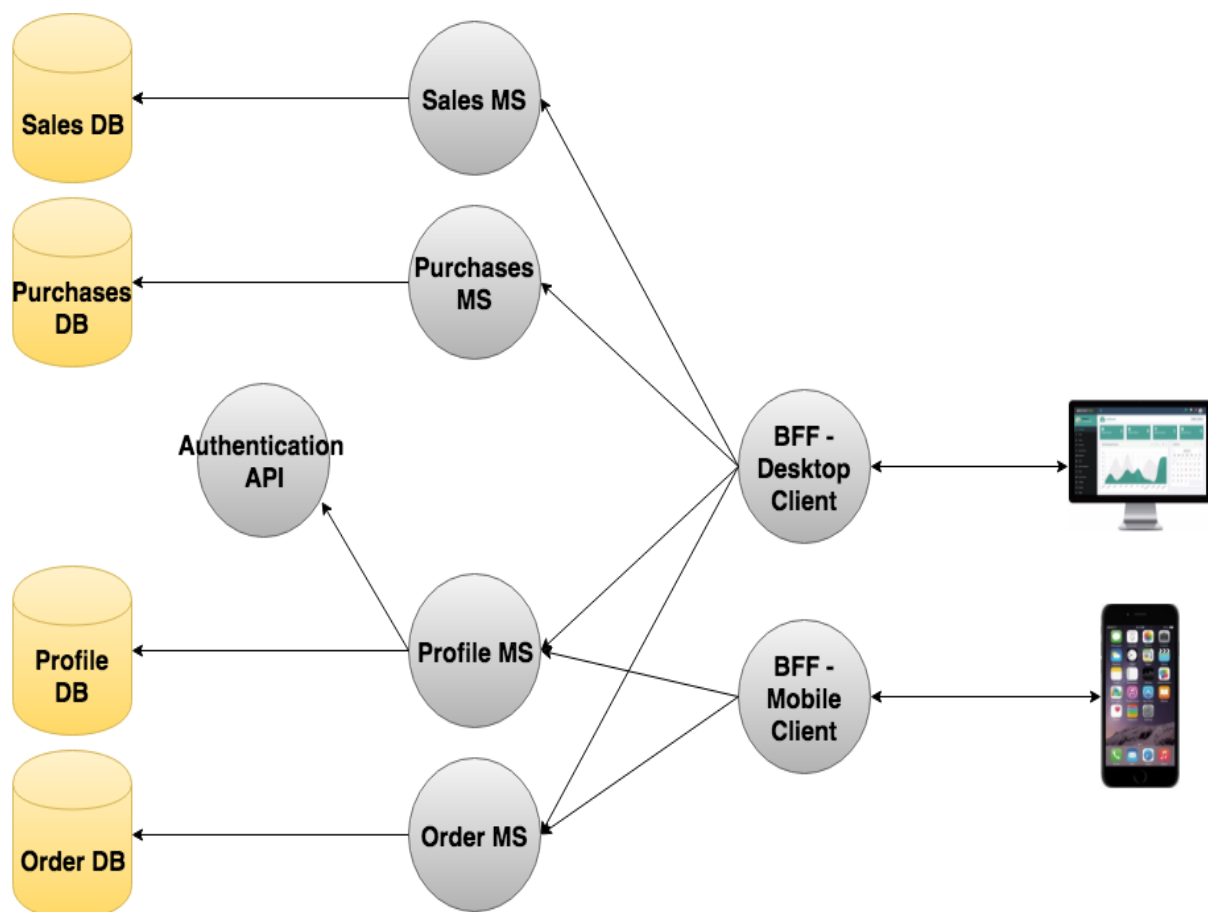 Sales DB
Sales MS
Purchases
DB
Purchases
MS
Authentication
API
BFF -
Desktop
Client
Profile
DB
Profile MS
BFF -
Mobile
Client
Order DB
Order MS